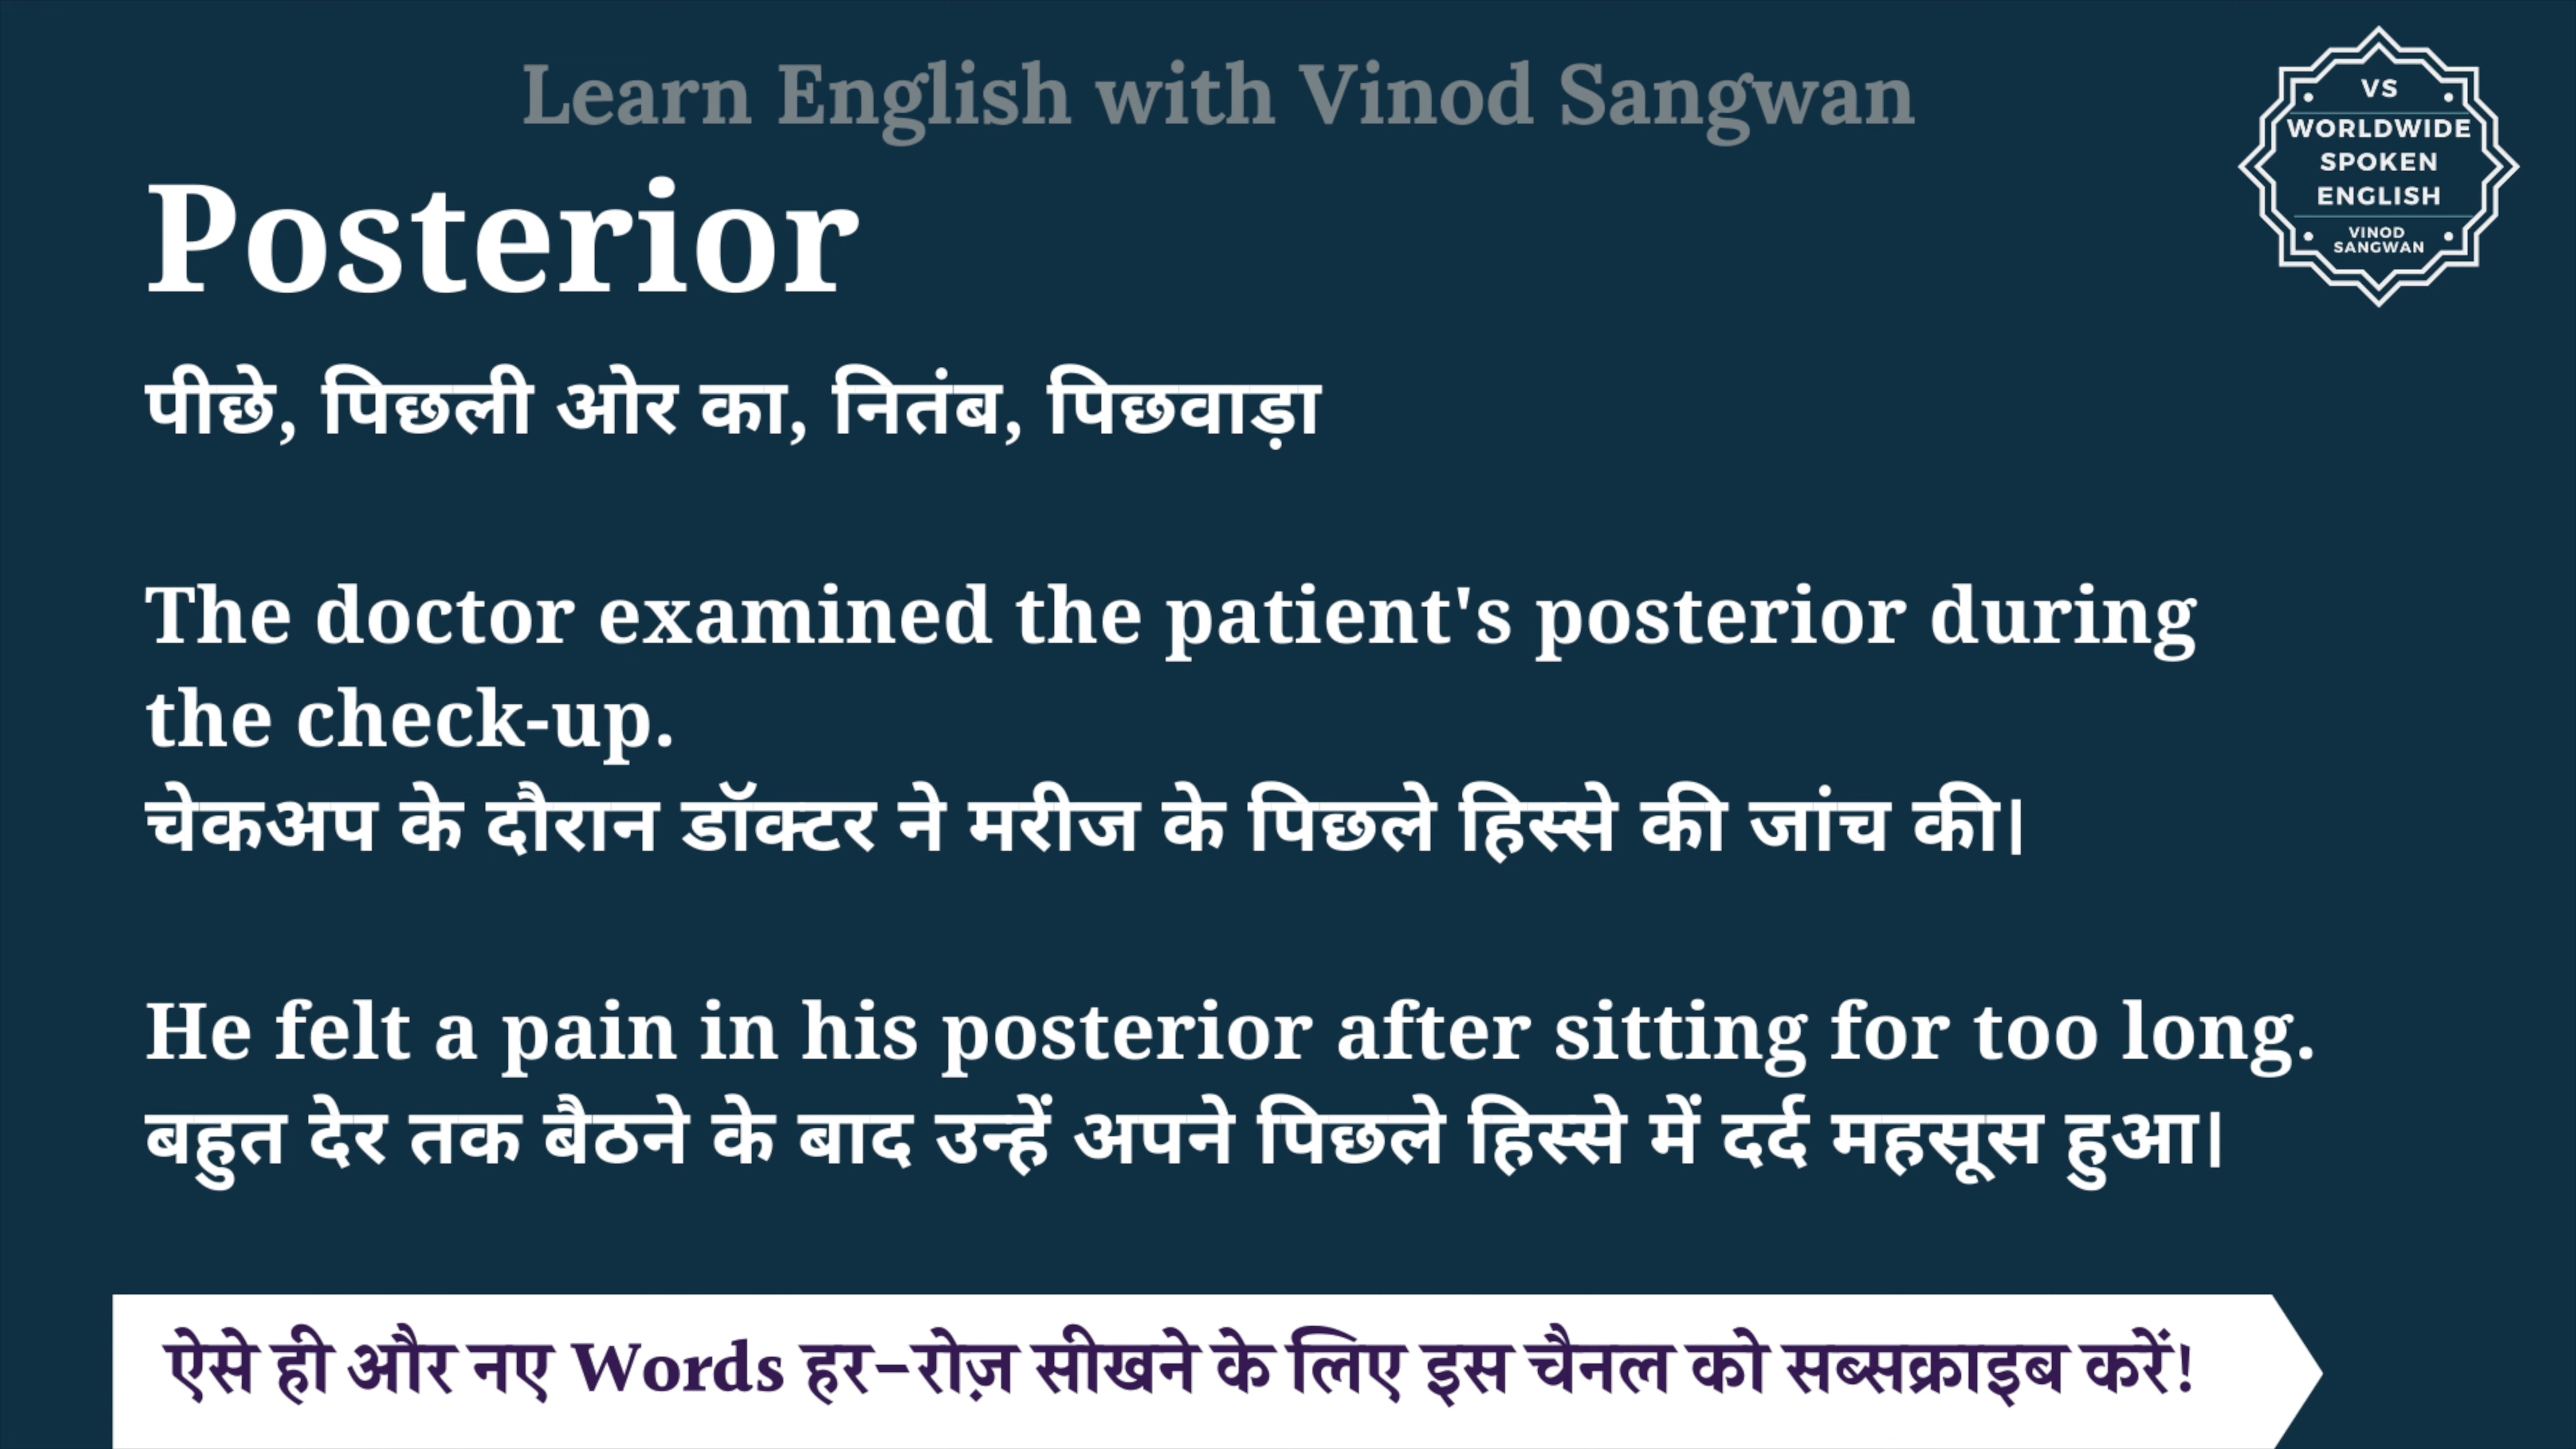 Learn English with Vinod Sangwan
VS
WORLDWIDE
SPOKEN
ENGLISH
VINOD
SANGWAN
Posterior
पीछे, पिछली ओर का, नितंब, पिछवाड़ा
The doctor examined the patient's posterior during
the check-up.
चेकअप के दौरान डॉक्टर ने मरीज के पिछले हिस्से की जांच की।
He felt a pain in his posterior after sitting for too long.
बहुत देर तक बैठने के बाद उन्हें अपने पिछले हिस्से में दर्द महसूस हुआ।
ऐसे ही और नए Words हर-रोज़ सीखने के लिए इस चैनल को सब्सक्राइब करें!